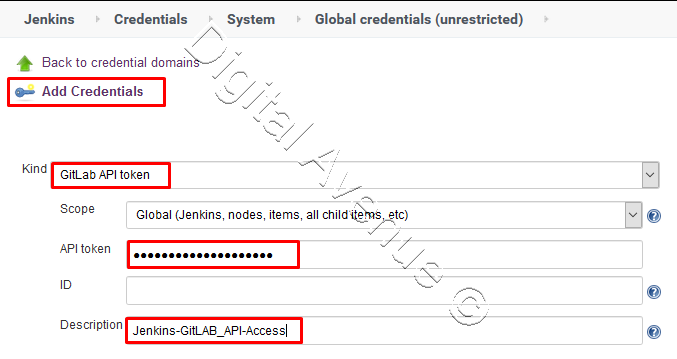 Jenkins Credentials System Global credentials (unrestricted)
Back to credential domains
Add Credentials
Kind GitLab API token
Scope Global (Jenkins, nodes, items, all child items, etc)
API token ••••••••••••••••••••
ID
Description Jenkins-GitLAB_API-Access
Digital Avenue ©